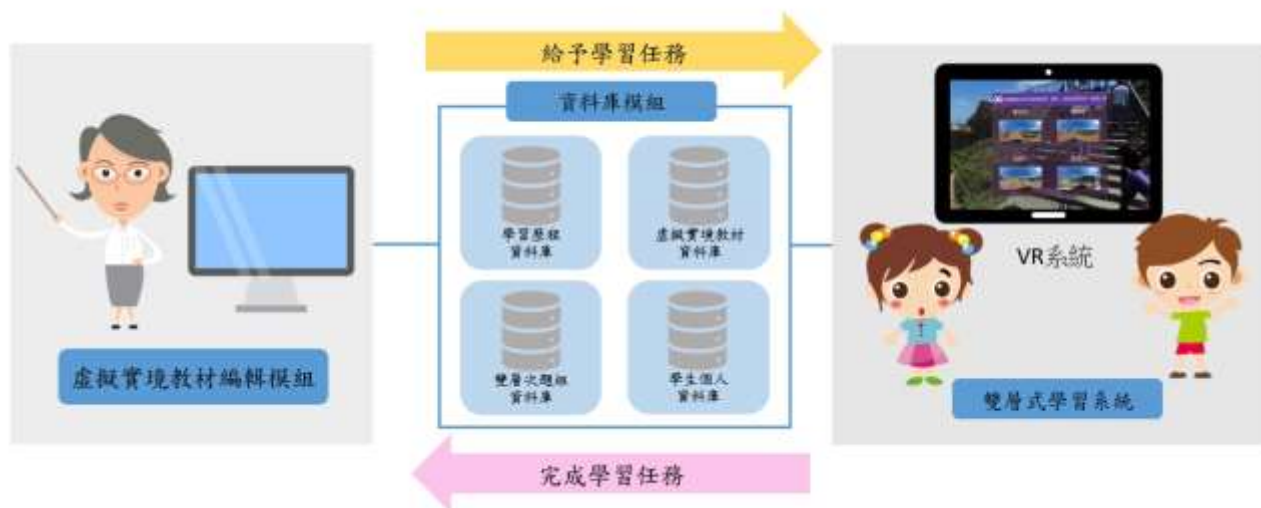 給予學習任務
資料庫模組
學習歷程
資料庫
虛擬實境教材
資料庫
雙層次題組
資料庫
學生個人
資料庫
虛擬實境教材編輯模組
VR系統
雙層式學習系統
完成學習任務